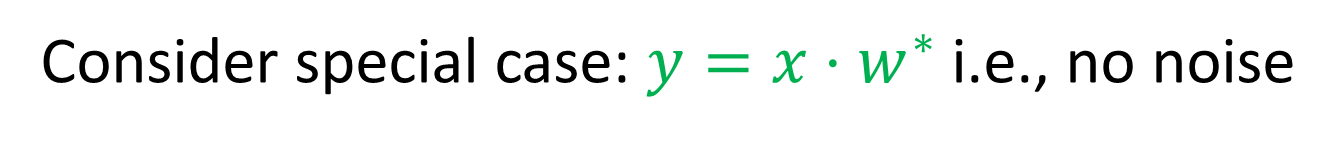 Consider special case: y = x · w* i.e., no noise